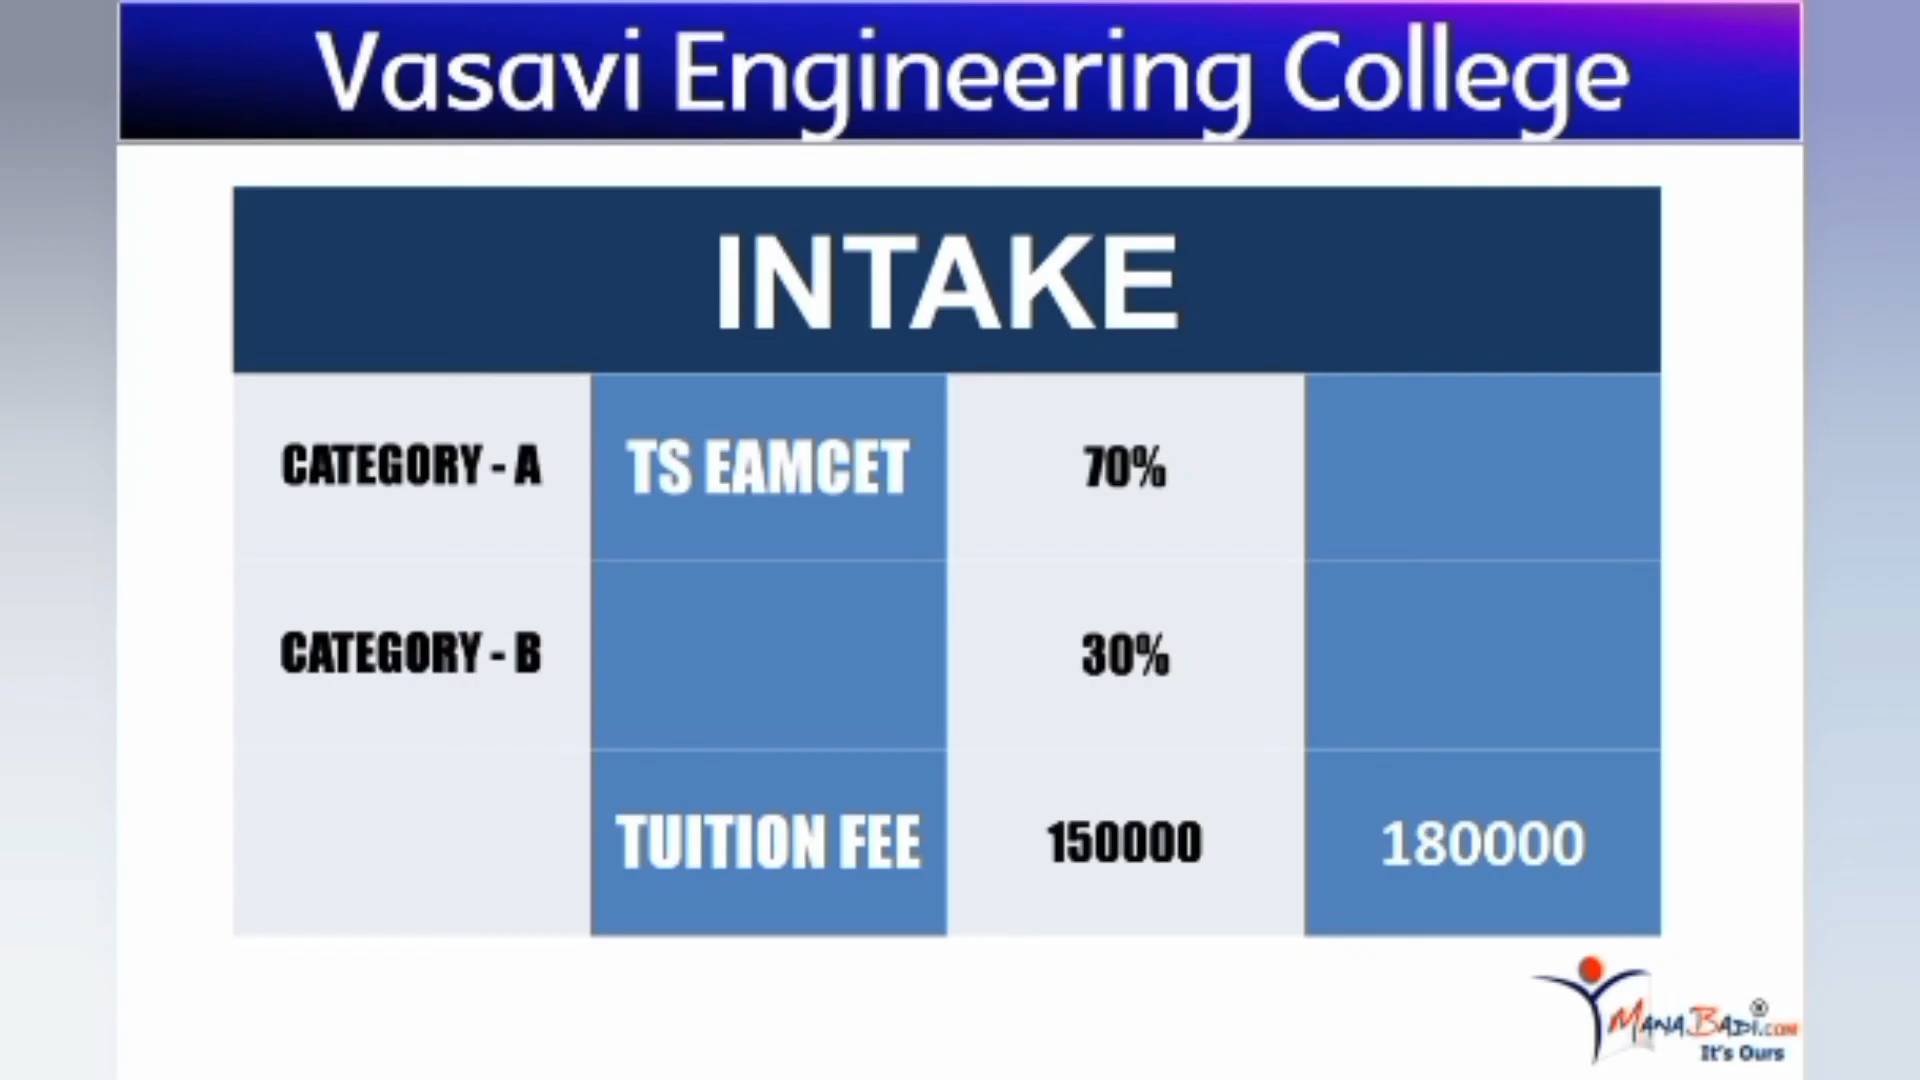 Vasavi Engineering College
INTAKE
CATEGORY - A TS EAMCET 70%
CATEGORY - B 30%
TUITION FEE 150000 180000
MANABADI.COM ®
It's Ours